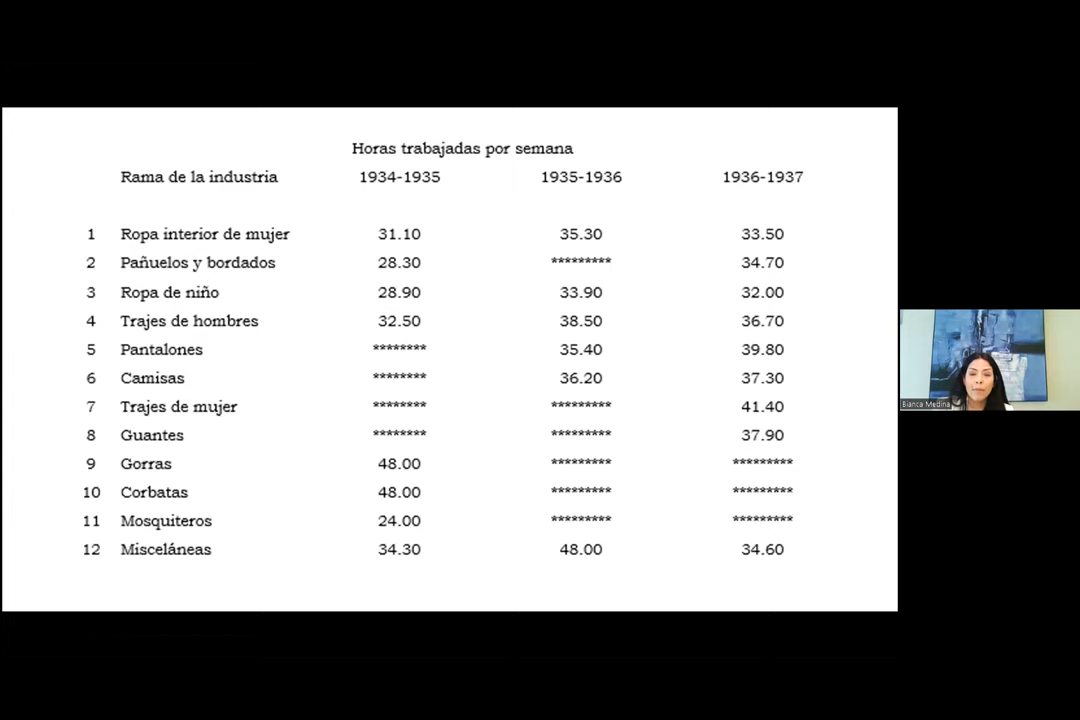 Horas trabajadas por semana
Rama de la industria 1934-1935 1935-1936 1936-1937
1 Ropa interior de mujer 31.10 35.30 33.50
2 Pañuelos y bordados 28.30 ********* 34.70
3 Ropa de niño 28.90 33.90 32.00
4 Trajes de hombres 32.50 38.50 36.70
5 Pantalones ******** 35.40 39.80
6 Camisas ******** 36.20 37.30
7 Trajes de mujer ******** ********* 41.40
8 Guantes ******** ********* 37.90
9 Gorras 48.00 ********* *********
10 Corbatas 48.00 ********* *********
11 Mosquiteros 24.00 ********* *********
12 Misceláneas 34.30 48.00 34.60
Bianca Medina